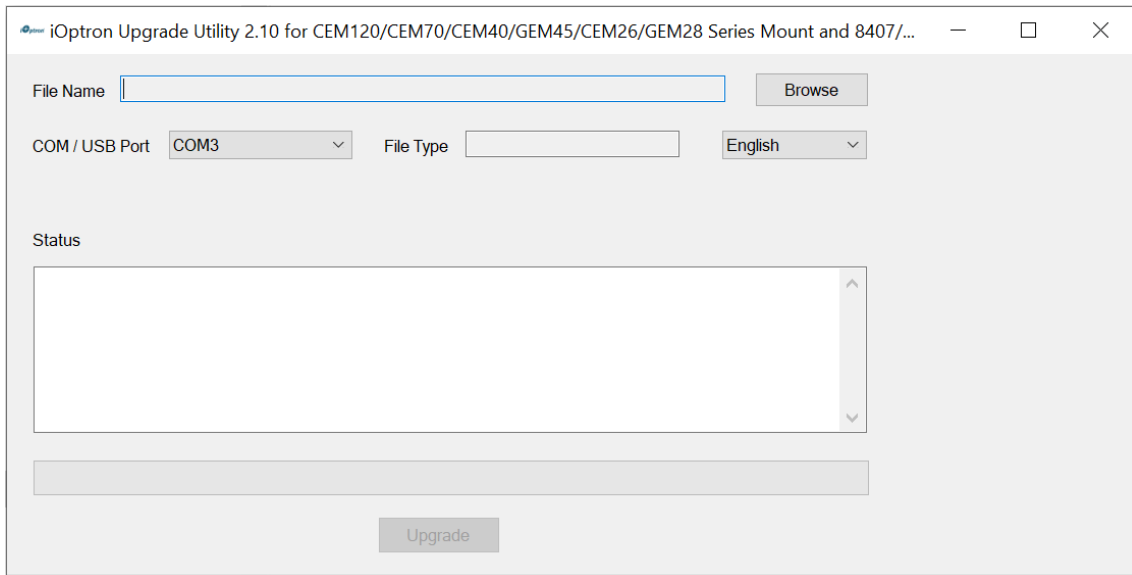 iOptron iOptron Upgrade Utility 2.10 for CEM120/CEM70/CEM40/GEM45/CEM26/GEM28 Series Mount and 8407/...
File Name Browse
COM / USB Port COM3 File Type English
Status
Upgrade